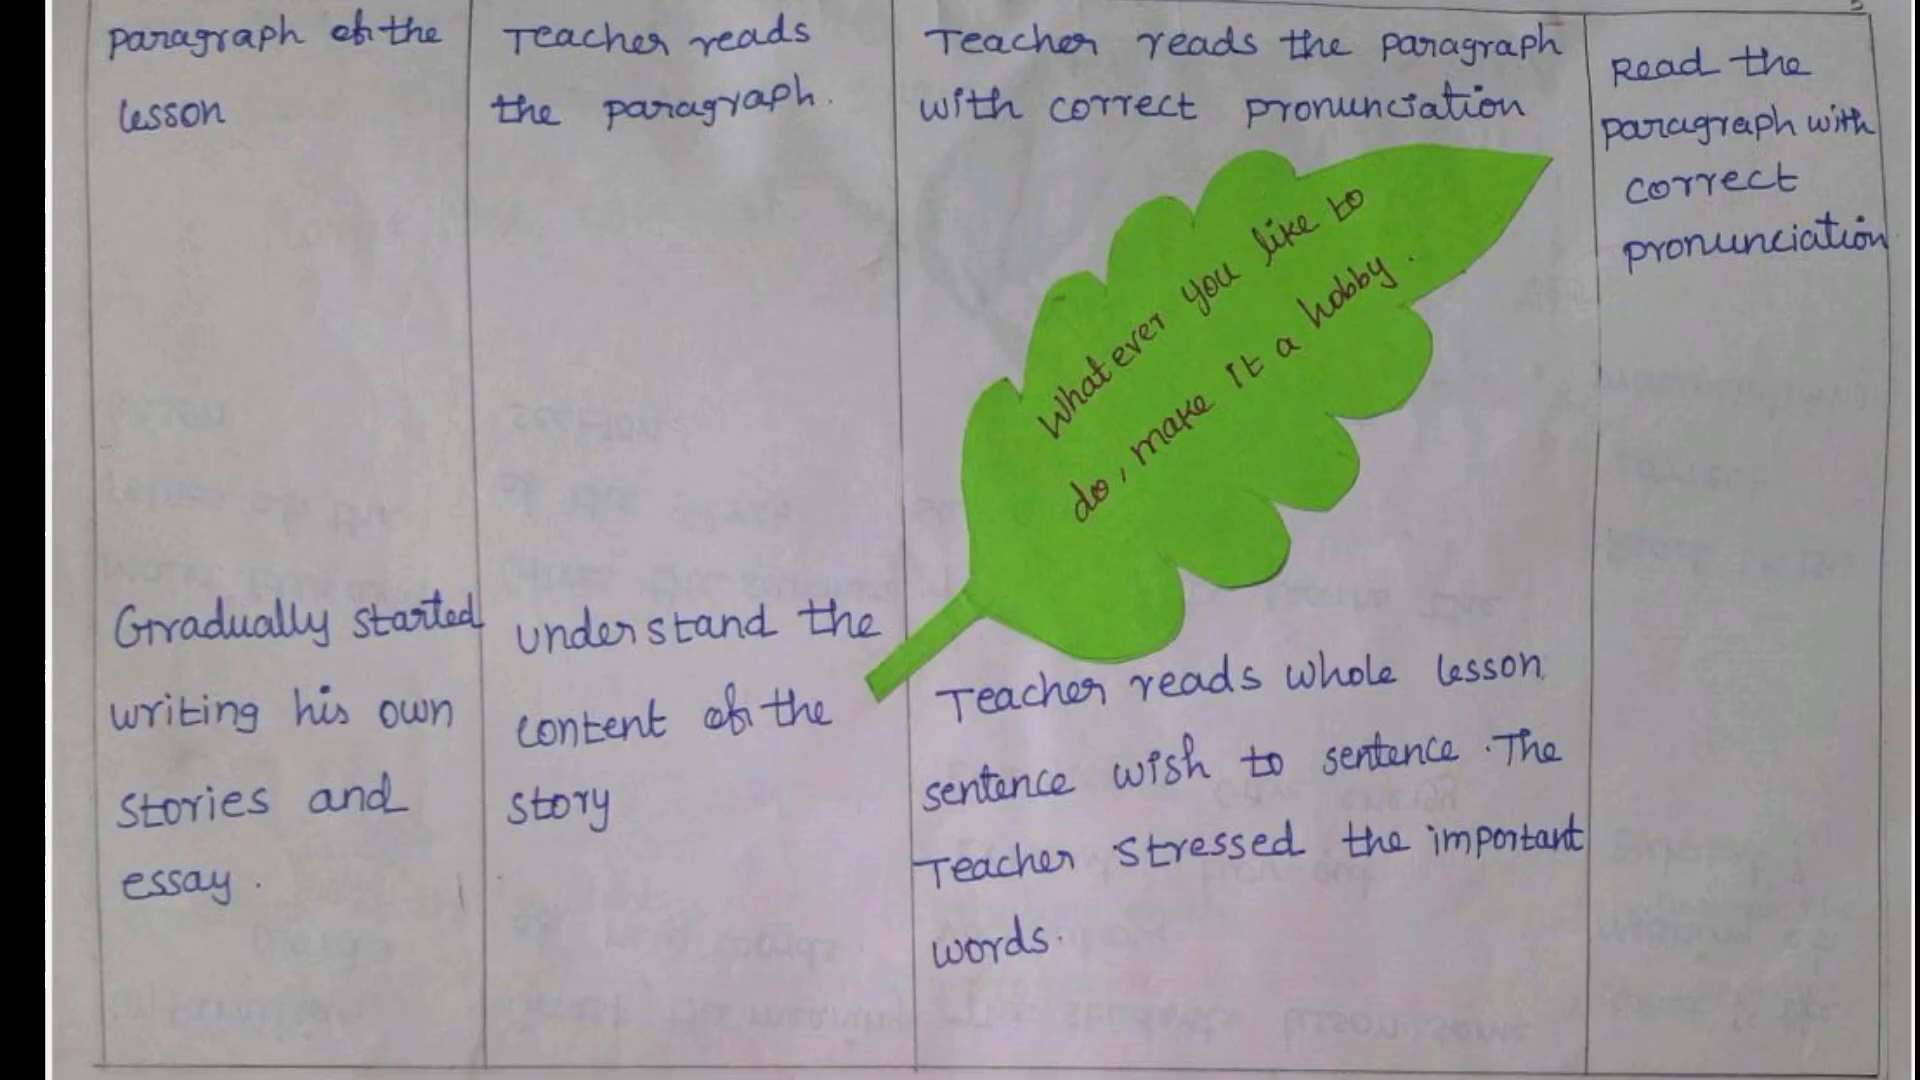 paragraph of the
lesson
Teacher reads
the paragraph.
Teacher reads the paragraph
with correct pronunciation
Read the
paragraph with
correct
pronunciation
Whatever you like to
do, make it a hobby.
Gradually started
writing his own
stories and
essay.
understand the
content of the
story
Teacher reads whole lesson
sentence wish to sentence. The
Teacher stressed the important
words.